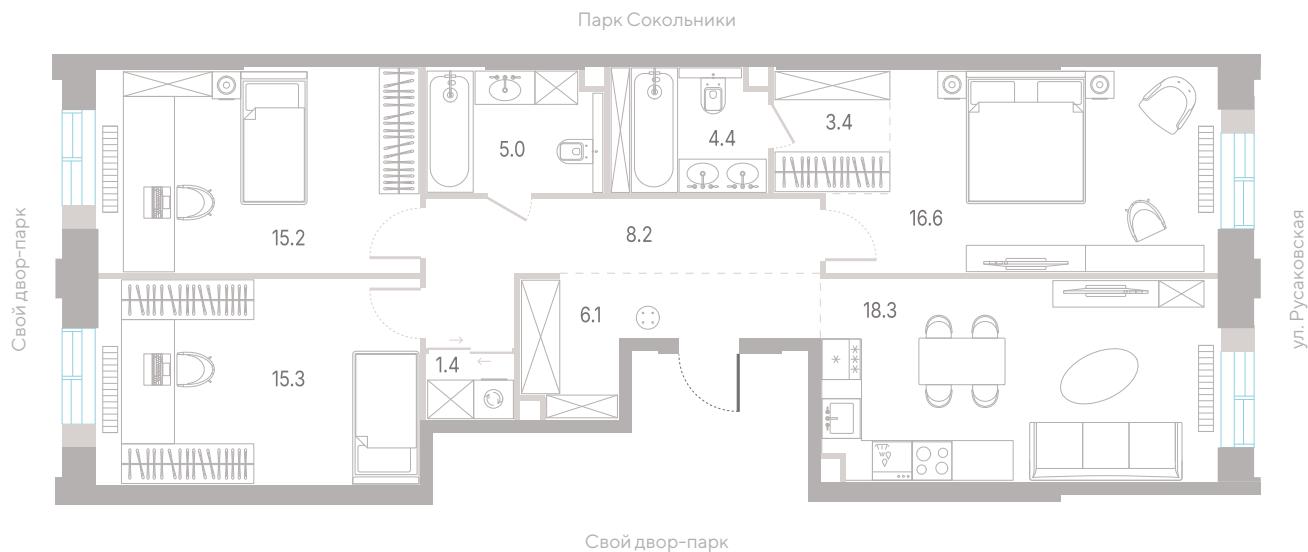 Парк Сокольники
5.0
4.4
3.4
15.2
8.2
16.6
Свой двор-парк
ул. Русаковская
6.1
18.3
1.4
15.3
Свой двор-парк